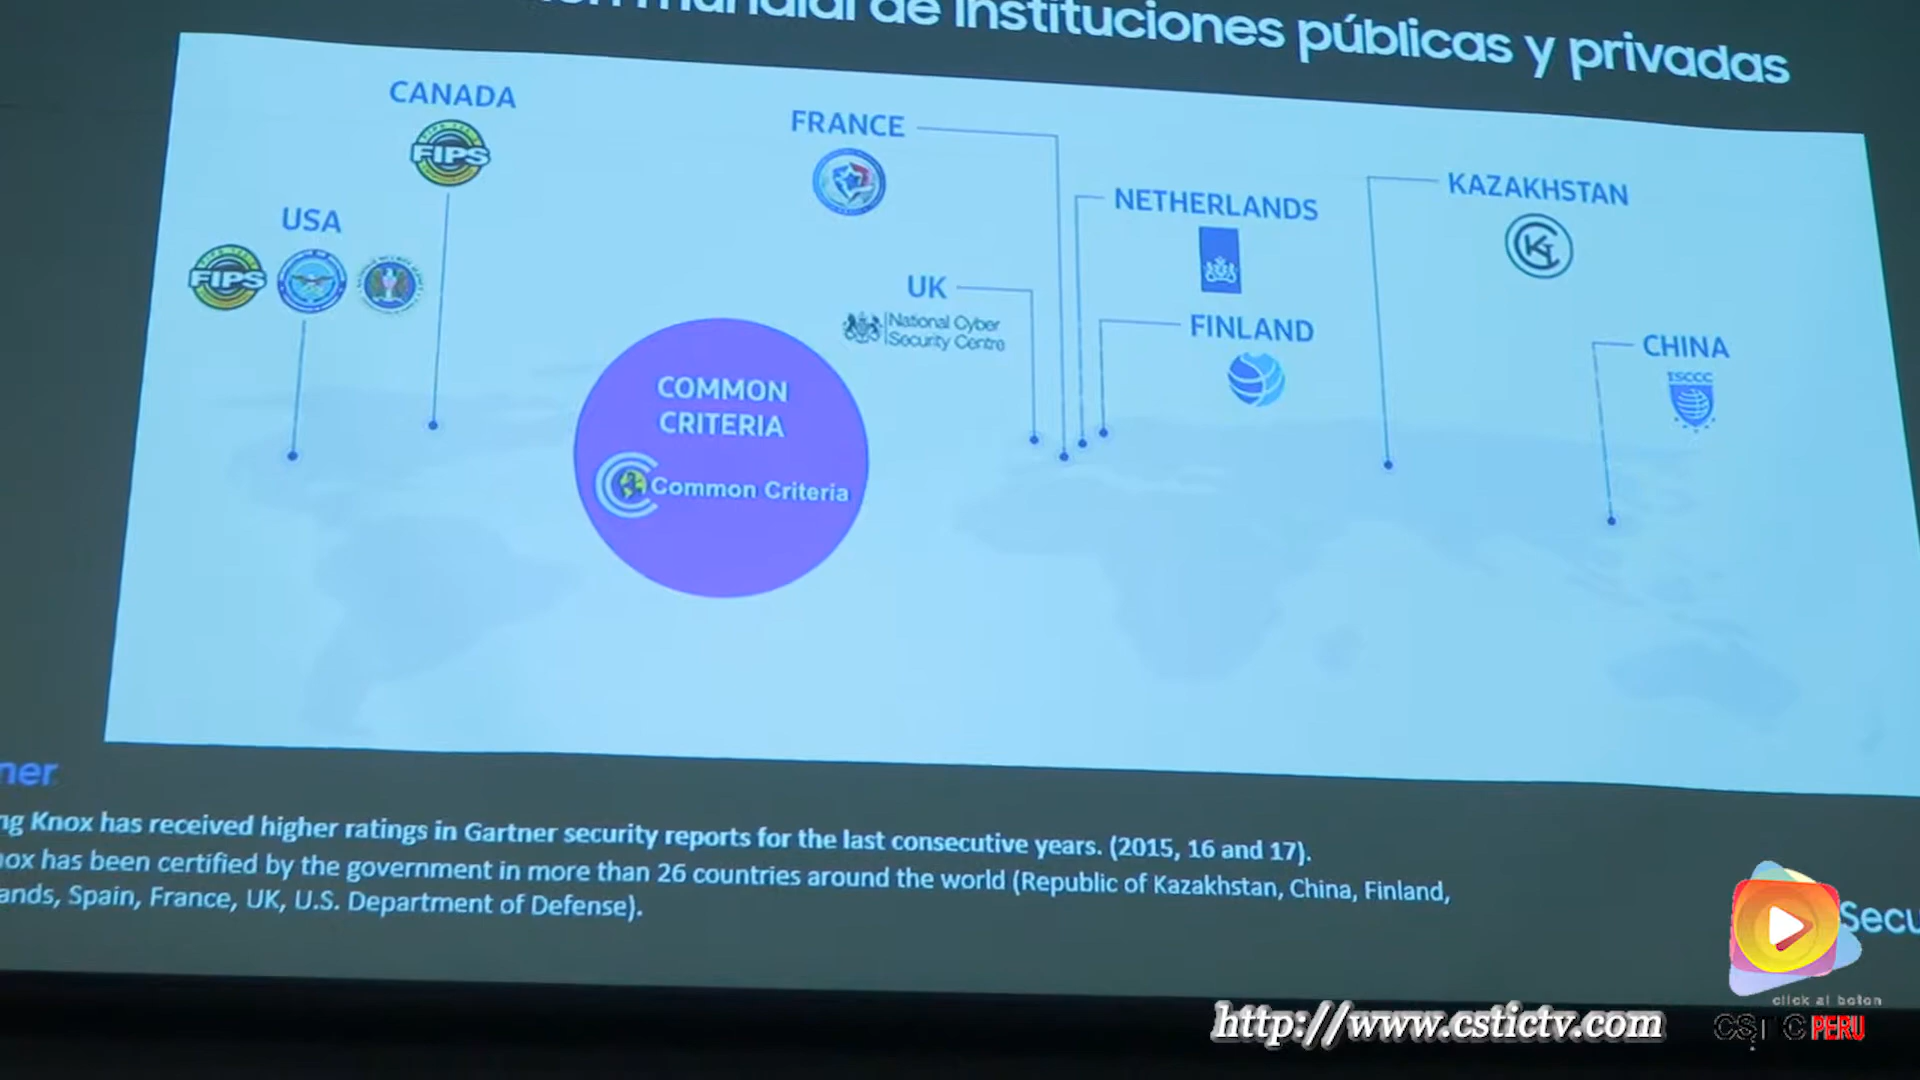 mundial de instituciones públicas y privadas
CANADA
FIPS
USA
FIPS
FRANCE
NETHERLANDS
UK
National Cyber
Security Centre
FINLAND
KAZAKHSTAN
CHINA
ISCCC
COMMON
CRITERIA
Common Criteria
ner
ng Knox has received higher ratings in Gartner security reports for the last consecutive years. (2015, 16 and 17).
nox has been certified by the government in more than 26 countries around the world (Republic of Kazakhstan, China, Finland,
ands, Spain, France, UK, U.S. Department of Defense).
Secu
click al boton
http://www.cstictv.com
CSTIC PERU